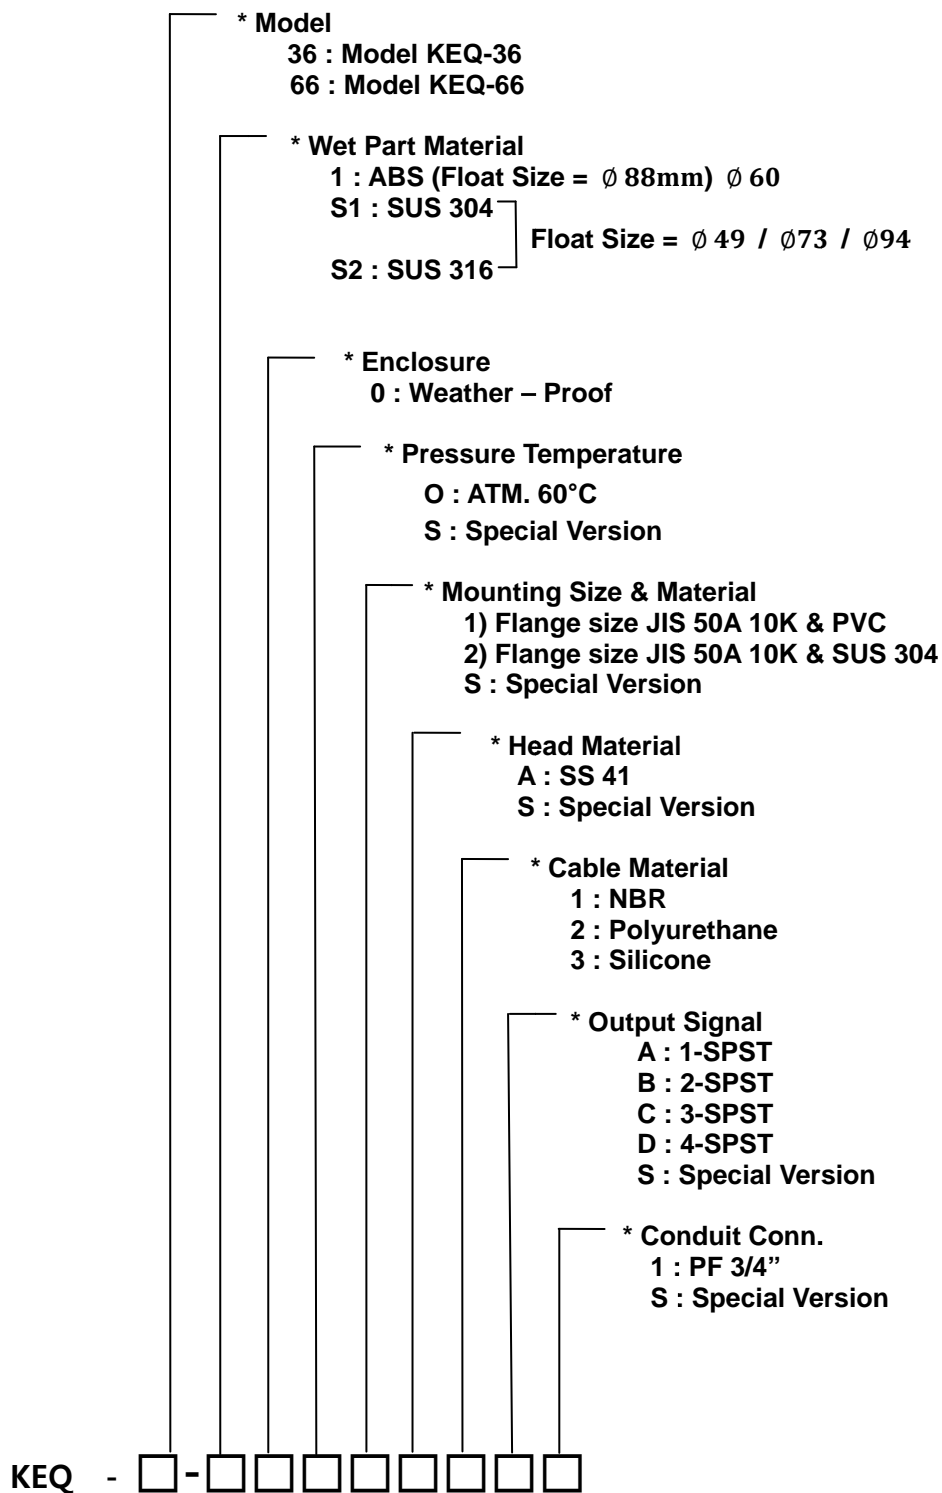 * Model
36 : Model KEQ-36
66 : Model KEQ-66
* Wet Part Material
1 : ABS (Float Size = ∅ 88mm) ∅ 60
S1 : SUS 304
Float Size = ∅ 49 / ∅73 / ∅94
S2 : SUS 316
* Enclosure
0 : Weather – Proof
* Pressure Temperature
O : ATM. 60°C
S : Special Version
* Mounting Size & Material
1) Flange size JIS 50A 10K & PVC
2) Flange size JIS 50A 10K & SUS 304
S : Special Version
* Head Material
A : SS 41
S : Special Version
* Cable Material
1 : NBR
2 : Polyurethane
3 : Silicone
* Output Signal
A : 1-SPST
B : 2-SPST
C : 3-SPST
D : 4-SPST
S : Special Version
* Conduit Conn.
1 : PF 3/4”
S : Special Version
KEQ - □-□□□□□□□□